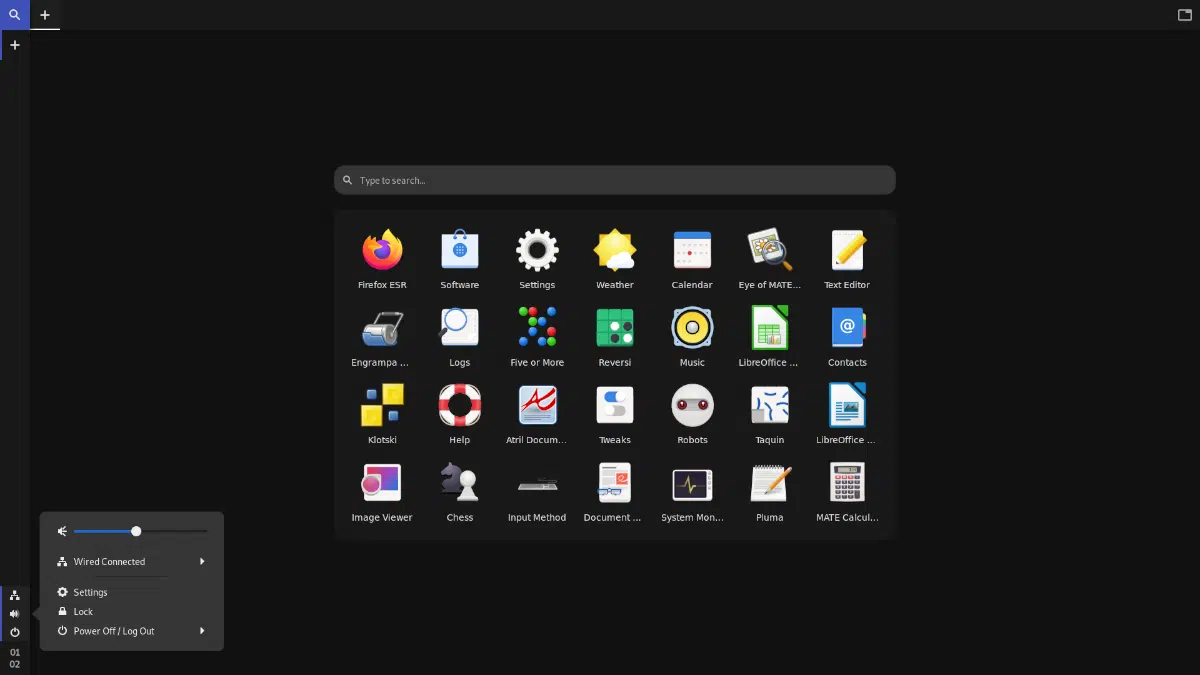 Type to search...
Firefox ESR
Software
Settings
Weather
Calendar
Eye of MATE...
Text Editor
Engrampa ...
Logs
Five or More
Reversi
Music
LibreOffice ...
Contacts
Klotski
Help
Atril Docum...
Tweaks
Robots
Taquin
LibreOffice ...
Image Viewer
Chess
Input Method
Document ...
System Mon...
Pluma
MATE Calcul...
Wired Connected
Settings
Lock
Power Off / Log Out
01
02